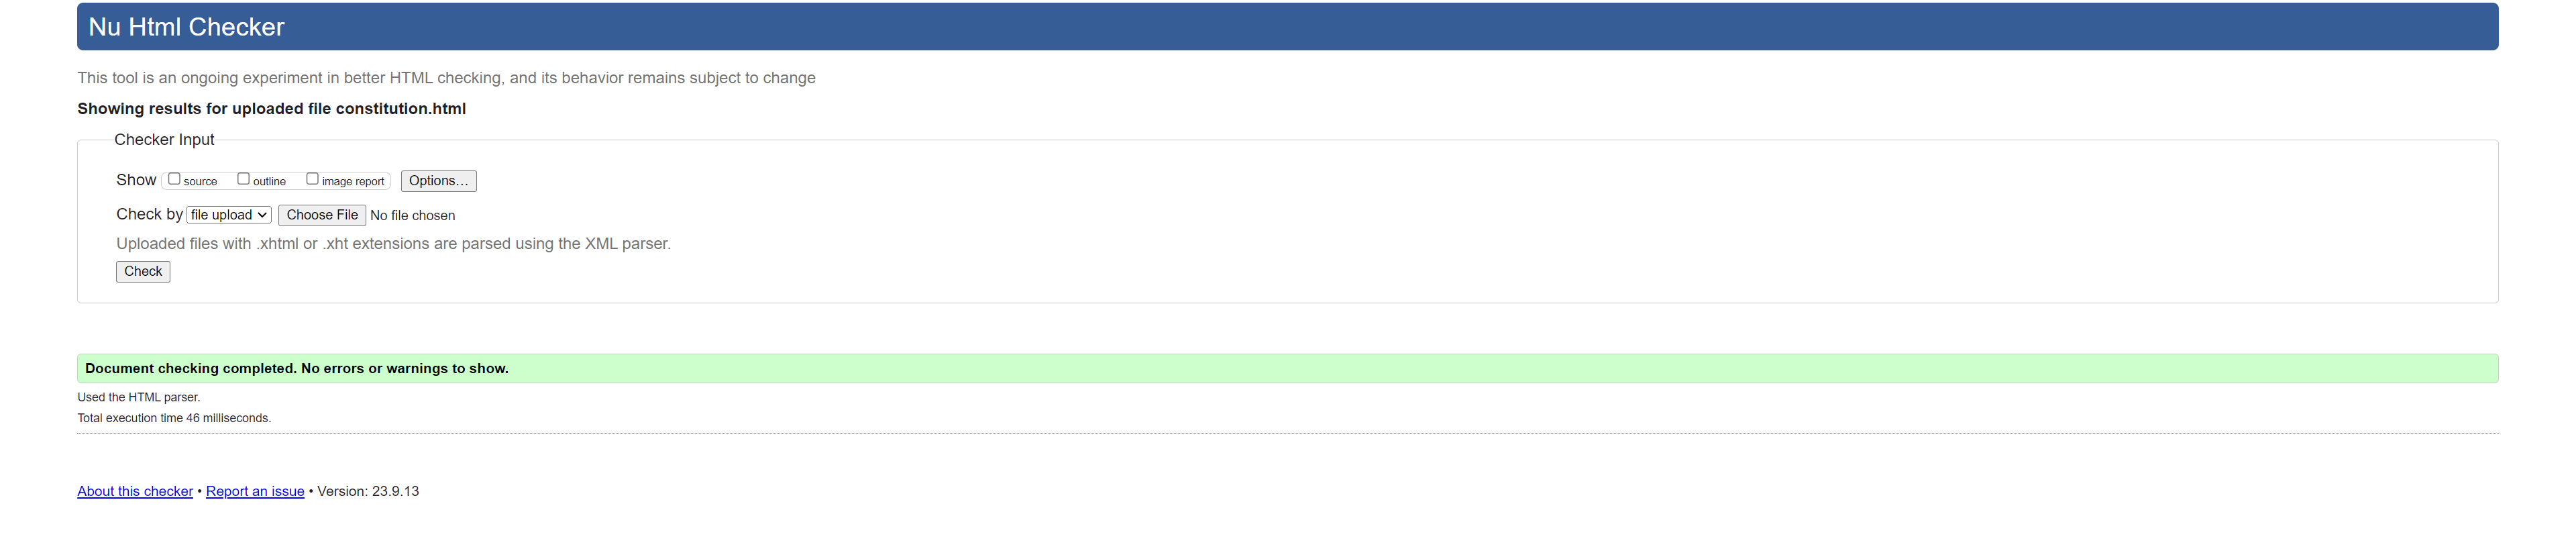 Nu Html Checker
This tool is an ongoing experiment in better HTML checking, and its behavior remains subject to change
Showing results for uploaded file constitution.html
Checker Input
Show source outline image report Options...
Check by file upload Choose File No file chosen
Uploaded files with .xhtml or .xht extensions are parsed using the XML parser.
Check
Document checking completed. No errors or warnings to show.
Used the HTML parser.
Total execution time 46 milliseconds.
About this checker • Report an issue • Version: 23.9.13